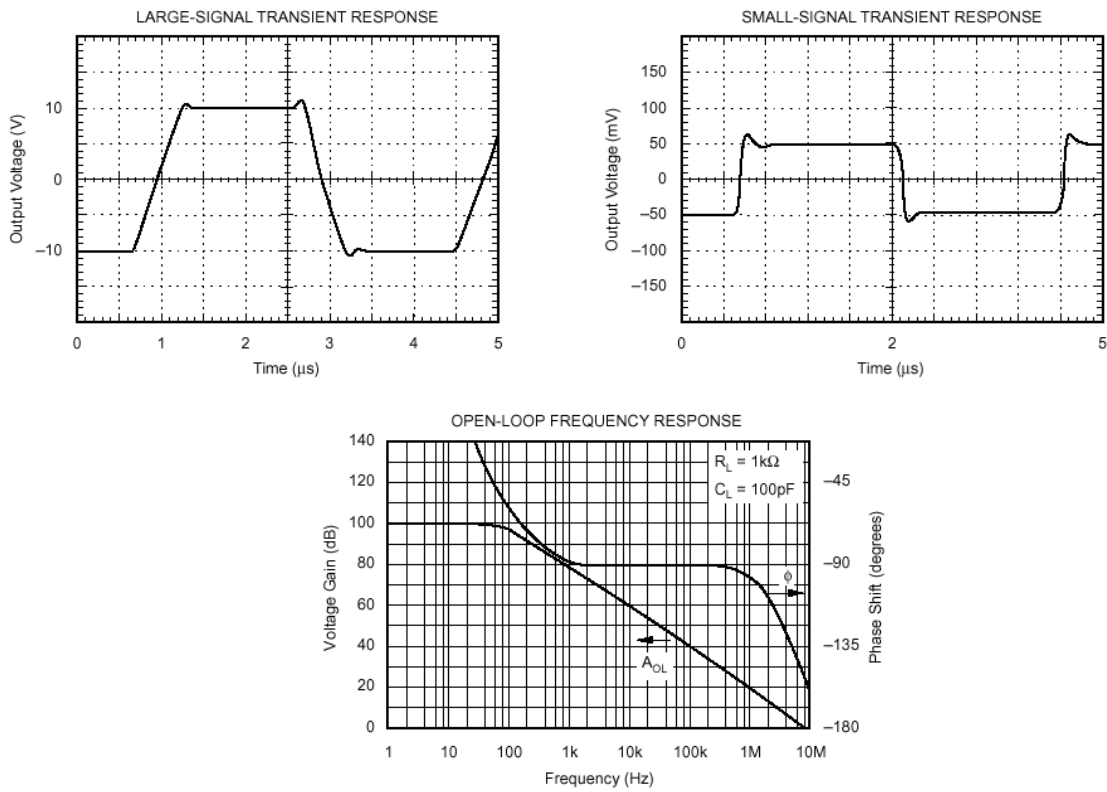 LARGE-SIGNAL TRANSIENT RESPONSE
Output Voltage (V)
10
0
–10
0
1
2
3
4
5
Time (μs)
SMALL-SIGNAL TRANSIENT RESPONSE
Output Voltage (mV)
150
100
50
0
–50
–100
–150
0
2
5
Time (μs)
OPEN-LOOP FREQUENCY RESPONSE
Voltage Gain (dB)
140
120
100
80
60
40
20
0
R_L = 1kΩ
C_L = 100pF
ϕ
A_OL
–45
–90
–135
–180
Phase Shift (degrees)
1
10
100
1k
10k
100k
1M
10M
Frequency (Hz)